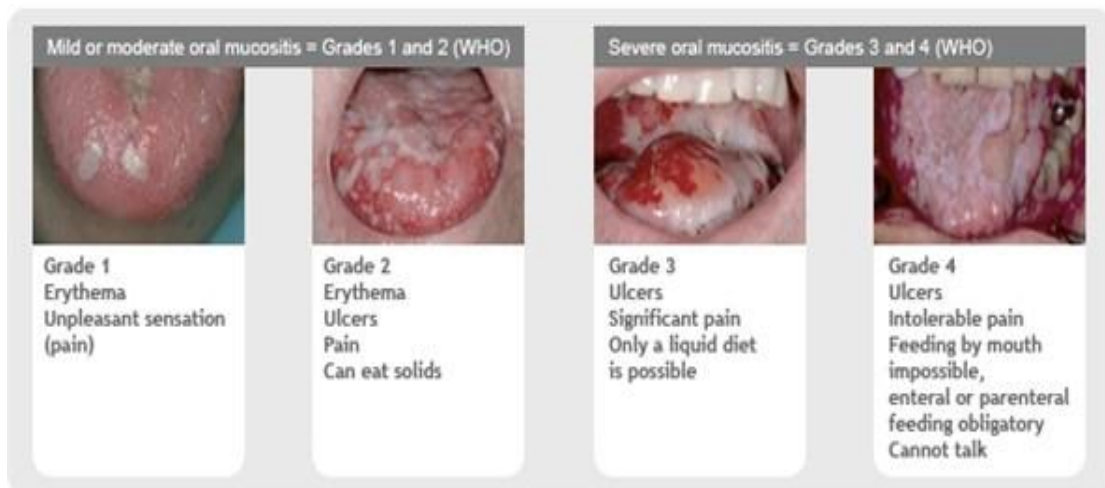 Mild or moderate oral mucositis = Grades 1 and 2 (WHO)
Severe oral mucositis = Grades 3 and 4 (WHO)
Grade 1
Erythema
Unpleasant sensation
(pain)
Grade 2
Erythema
Ulcers
Pain
Can eat solids
Grade 3
Ulcers
Significant pain
Only a liquid diet
is possible
Grade 4
Ulcers
Intolerable pain
Feeding by mouth
impossible,
enteral or parenteral
feeding obligatory
Cannot talk